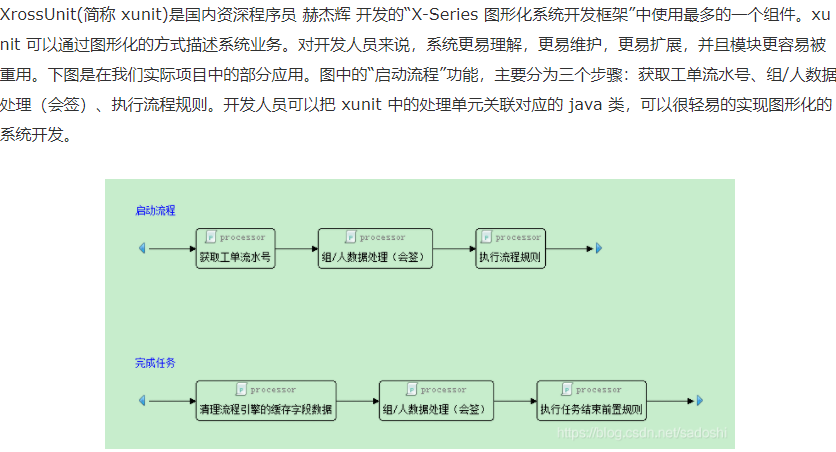 XrossUnit(简称 xunit)是国内资深程序员 赫杰辉 开发的“X-Series 图形化系统开发框架”中使用最多的一个组件。xu
nit 可以通过图形化的方式描述系统业务。对开发人员来说，系统更易理解，更易维护，更易扩展，并且模块更容易被
重用。下图是在我们实际项目中的部分应用。图中的“启动流程”功能，主要分为三个步骤：获取工单流水号、组/人数据
处理（会签）、执行流程规则。开发人员可以把 xunit 中的处理单元关联对应的 java 类，可以很轻易的实现图形化的
系统开发。
启动流程
processor
获取工单流水号
processor
组/人数据处理（会签）
processor
执行流程规则
完成任务
processor
清理流程引擎的缓存字段数据
processor
组/人数据处理（会签）
processor
执行任务结束前置规则
https://blog.csdn.net/sadoshi